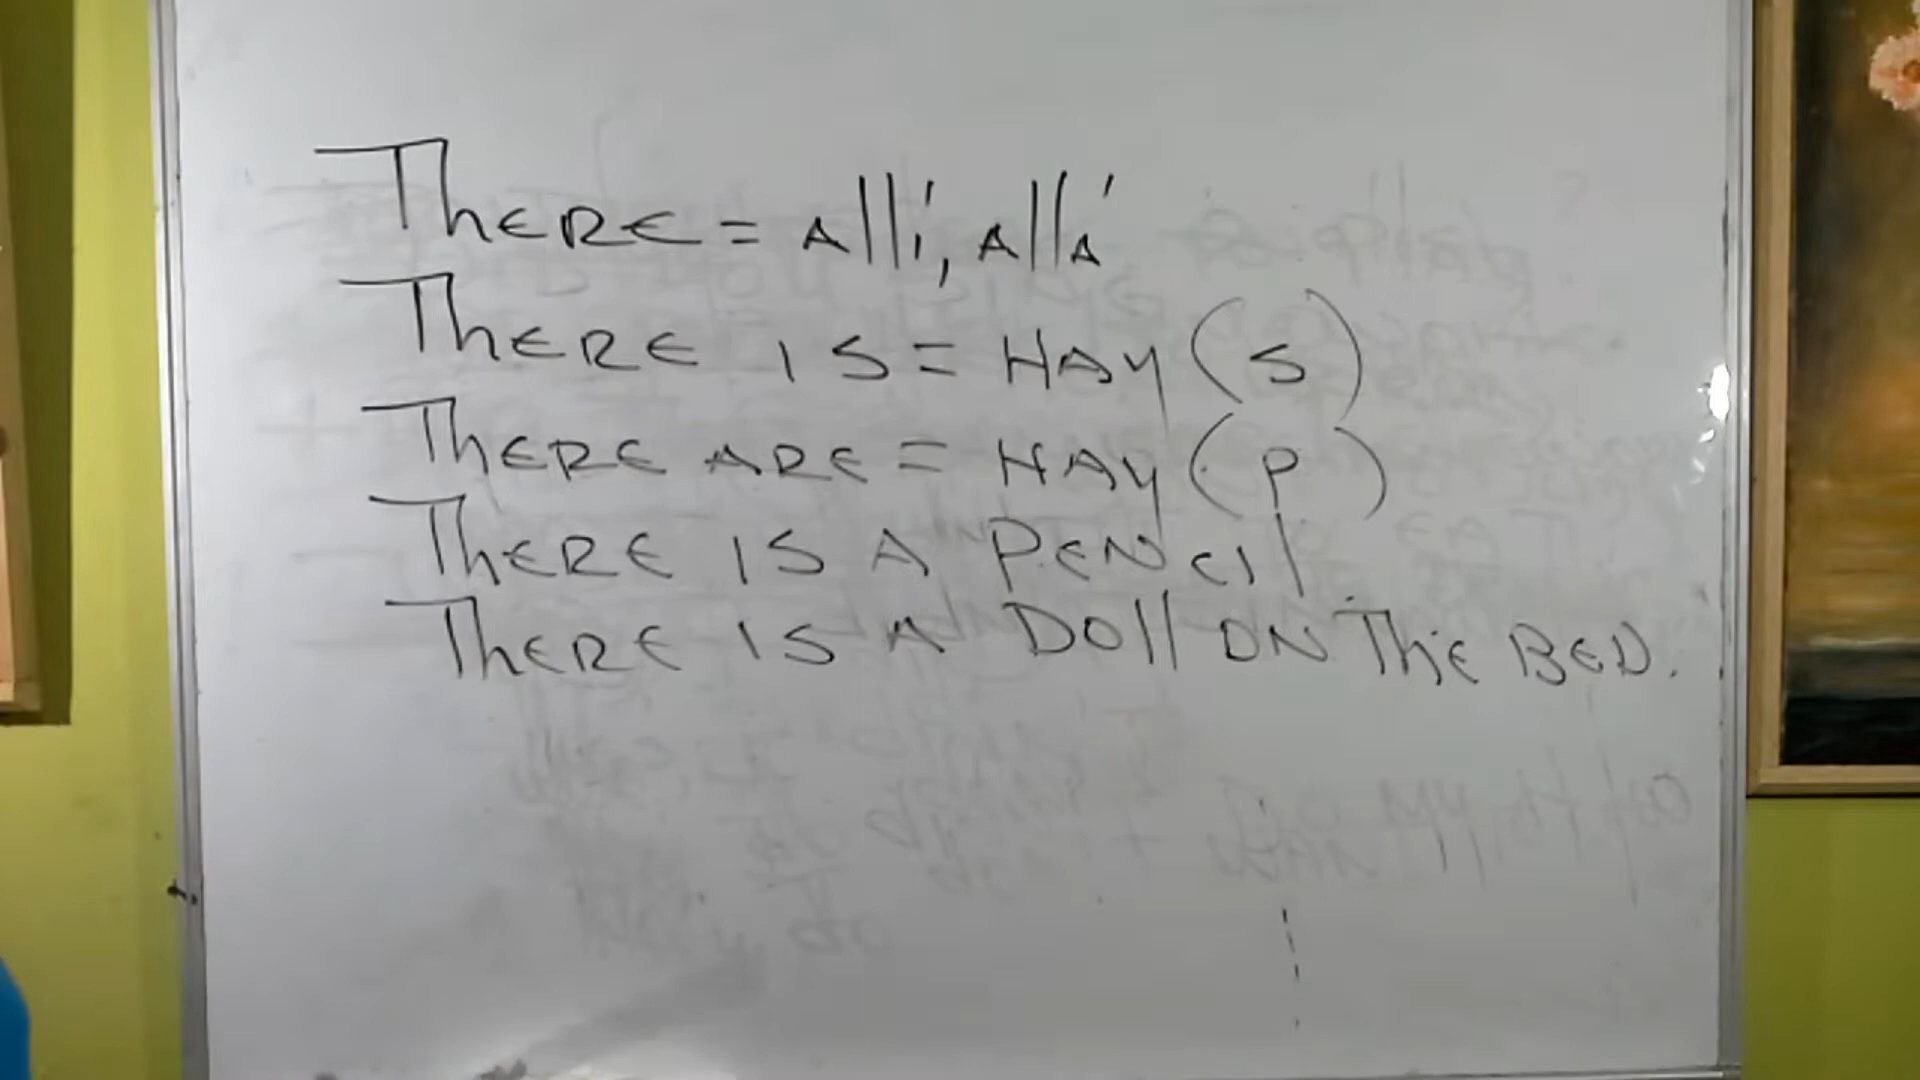 THERE = Allí, Allá
THERE IS = HAY (S)
THERE ARE = HAY (P)
THERE IS A PENCIL
THERE IS A DOll ON THE BED.